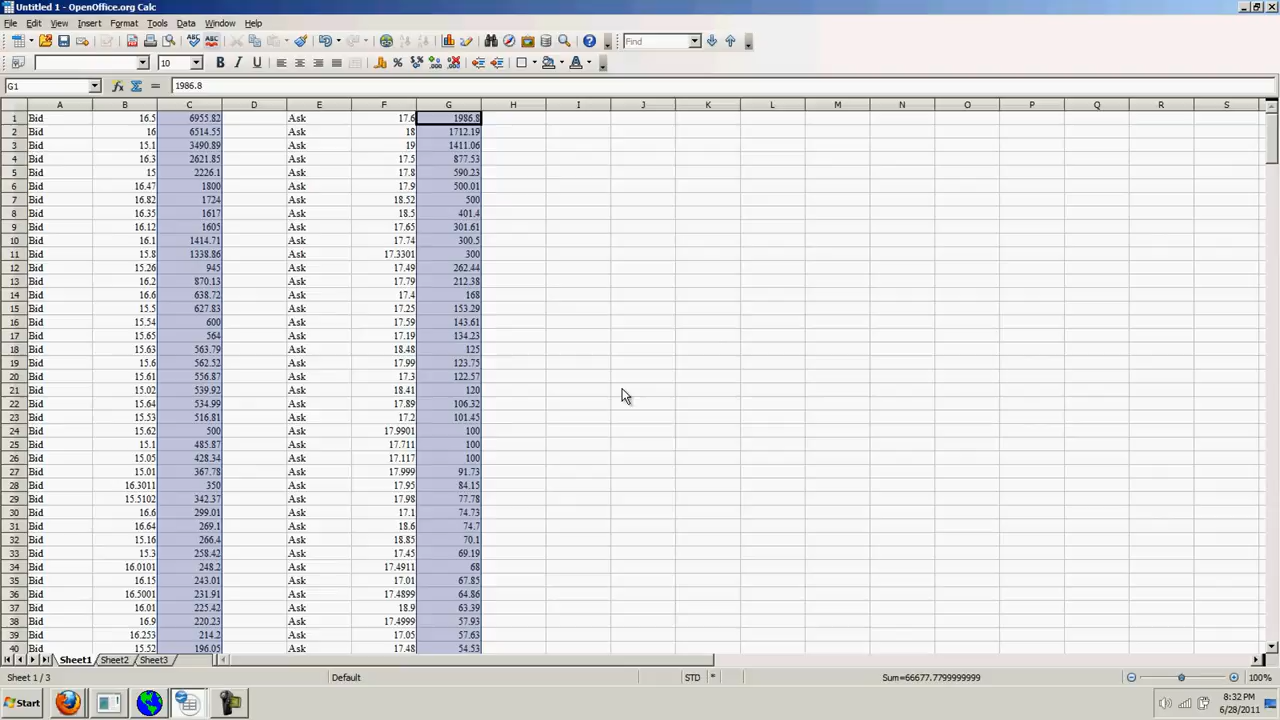 Untitled 1 - OpenOffice.org Calc
File Edit View Insert Format Tools Data Window Help
Find
10
G1 1986.8
A B C D E F G H I J K L M N O P Q R S
1 Bid 16.5 6955.82 Ask 17.6 1986.8
2 Bid 16 6514.55 Ask 18 1712.19
3 Bid 15.1 3490.89 Ask 19 1411.06
4 Bid 16.3 2621.85 Ask 17.5 877.53
5 Bid 15 2226.1 Ask 17.8 590.23
6 Bid 16.47 1800 Ask 17.9 500.01
7 Bid 16.82 1724 Ask 18.52 500
8 Bid 16.35 1617 Ask 18.5 401.4
9 Bid 16.12 1605 Ask 17.65 301.61
10 Bid 16.1 1414.71 Ask 17.74 300.5
11 Bid 15.8 1338.86 Ask 17.3301 300
12 Bid 15.26 945 Ask 17.49 262.44
13 Bid 16.2 870.13 Ask 17.79 212.38
14 Bid 16.6 638.72 Ask 17.4 168
15 Bid 15.5 627.83 Ask 17.25 153.29
16 Bid 15.54 600 Ask 17.59 143.61
17 Bid 15.65 564 Ask 17.19 134.23
18 Bid 15.63 563.79 Ask 18.48 125
19 Bid 15.6 562.52 Ask 17.99 123.75
20 Bid 15.61 556.87 Ask 17.3 122.57
21 Bid 15.02 539.92 Ask 18.41 120
22 Bid 15.64 534.99 Ask 17.89 106.32
23 Bid 15.53 516.81 Ask 17.2 101.45
24 Bid 15.62 500 Ask 17.9901 100
25 Bid 15.1 485.87 Ask 17.711 100
26 Bid 15.05 428.34 Ask 17.117 100
27 Bid 15.01 367.78 Ask 17.999 91.73
28 Bid 16.3011 350 Ask 17.95 84.15
29 Bid 15.5102 342.37 Ask 17.98 77.78
30 Bid 16.6 299.01 Ask 17.1 74.73
31 Bid 16.64 269.1 Ask 18.6 74.7
32 Bid 15.16 266.4 Ask 18.85 70.1
33 Bid 15.3 258.42 Ask 17.45 69.19
34 Bid 16.0101 248.2 Ask 17.4911 68
35 Bid 16.15 243.01 Ask 17.01 67.85
36 Bid 16.5001 231.91 Ask 17.4899 64.86
37 Bid 16.01 225.42 Ask 18.9 63.39
38 Bid 16.9 220.23 Ask 17.4999 57.93
39 Bid 16.253 214.2 Ask 17.05 57.63
40 Bid 15.52 196.05 Ask 17.48 54.53
Sheet1 Sheet2 Sheet3
Sheet 1 / 3 Default STD * Sum=66677.7799999999 100%
Start 8:32 PM
6/28/2011